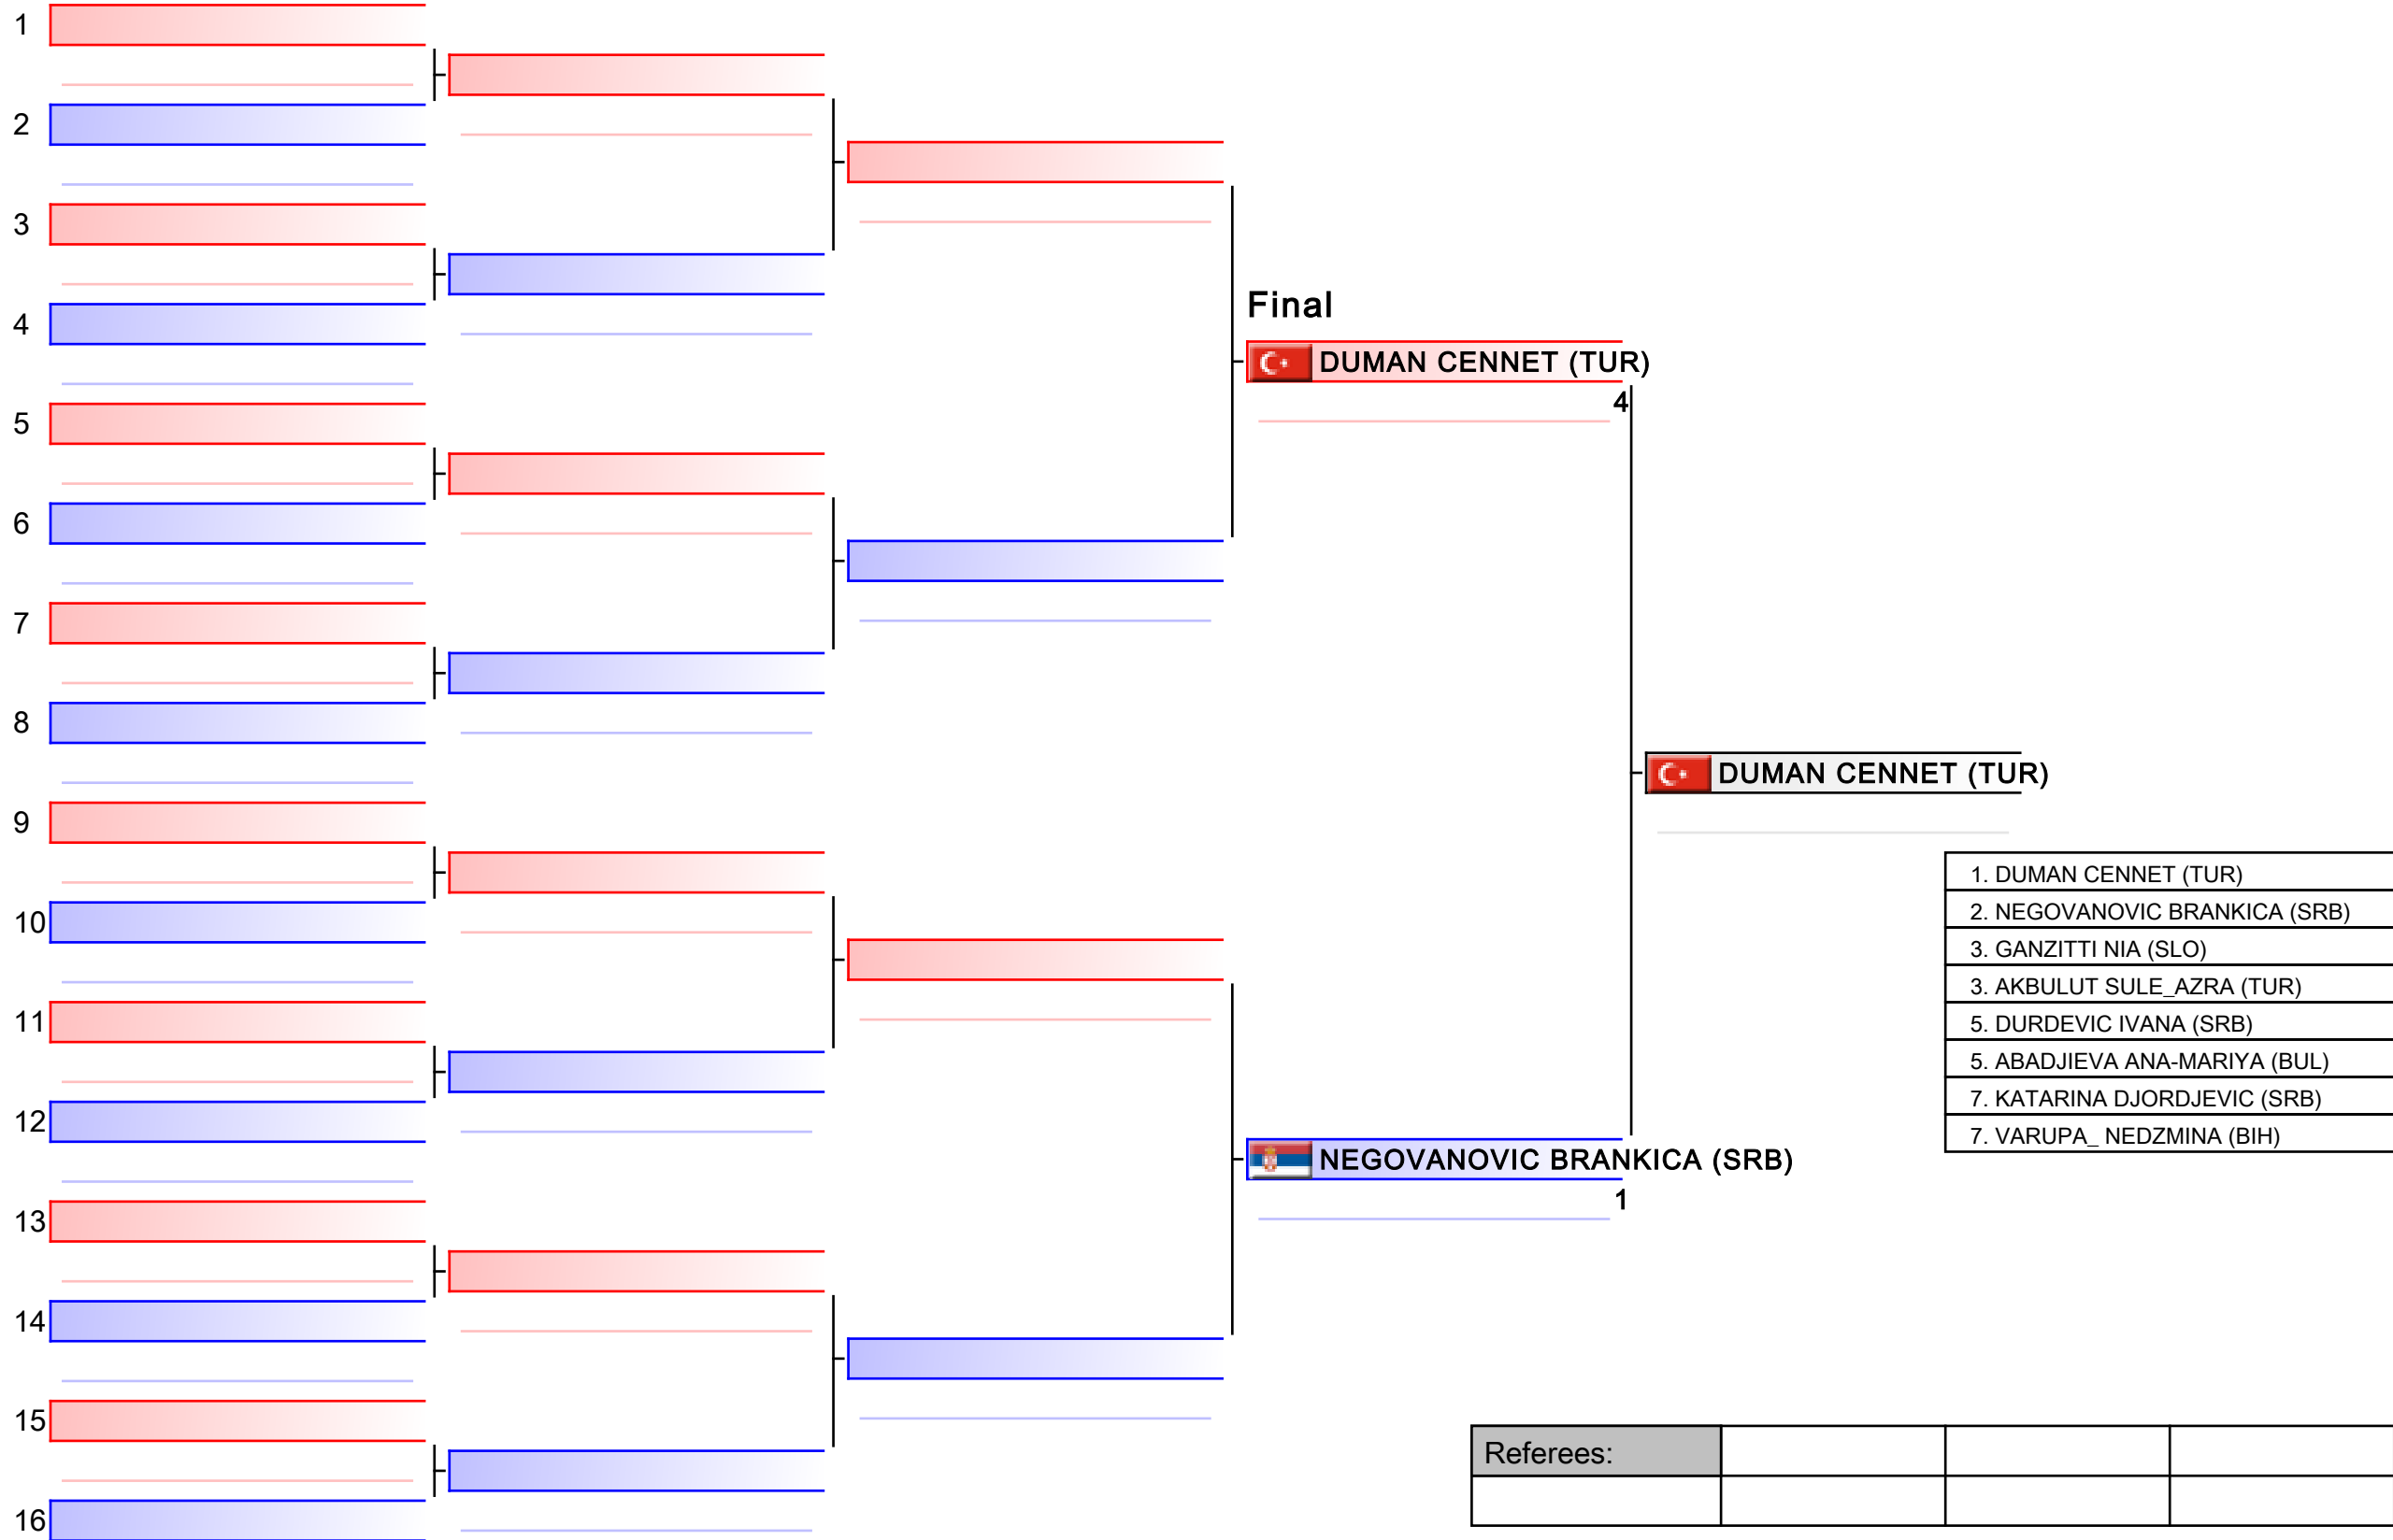 1
2
3
4
Final
DUMAN CENNET (TUR)
4
5
6
7
8
DUMAN CENNET (TUR)
9
1. DUMAN CENNET (TUR)
2. NEGOVANOVIC BRANKICA (SRB)
10
3. GANZITTI NIA (SLO)
3. AKBULUT SULE_AZRA (TUR)
11
5. DURDEVIC IVANA (SRB)
5. ABADJIEVA ANA-MARIYA (BUL)
7. KATARINA DJORDJEVIC (SRB)
12
7. VARUPA_ NEDZMINA (BIH)
NEGOVANOVIC BRANKICA (SRB)
1
13
14
15
Referees:
16